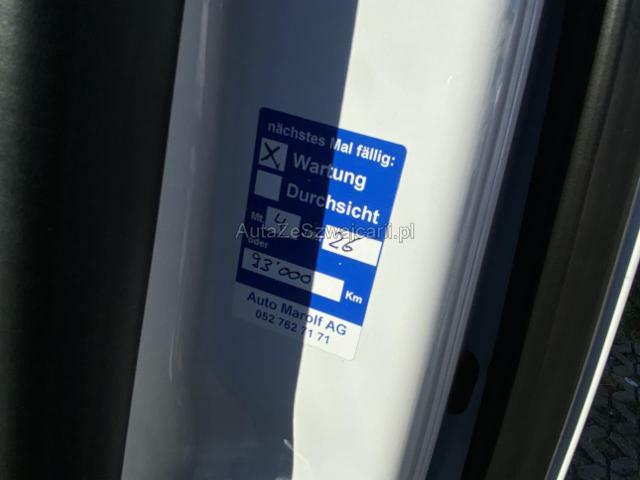 nächstes Mal fällig:
X Wartung
Durchsicht
Mt. 4 26
oder
93'000 Km
Auto Marolf AG
052 762 71 71
AutaZeSzwajcarii.pl